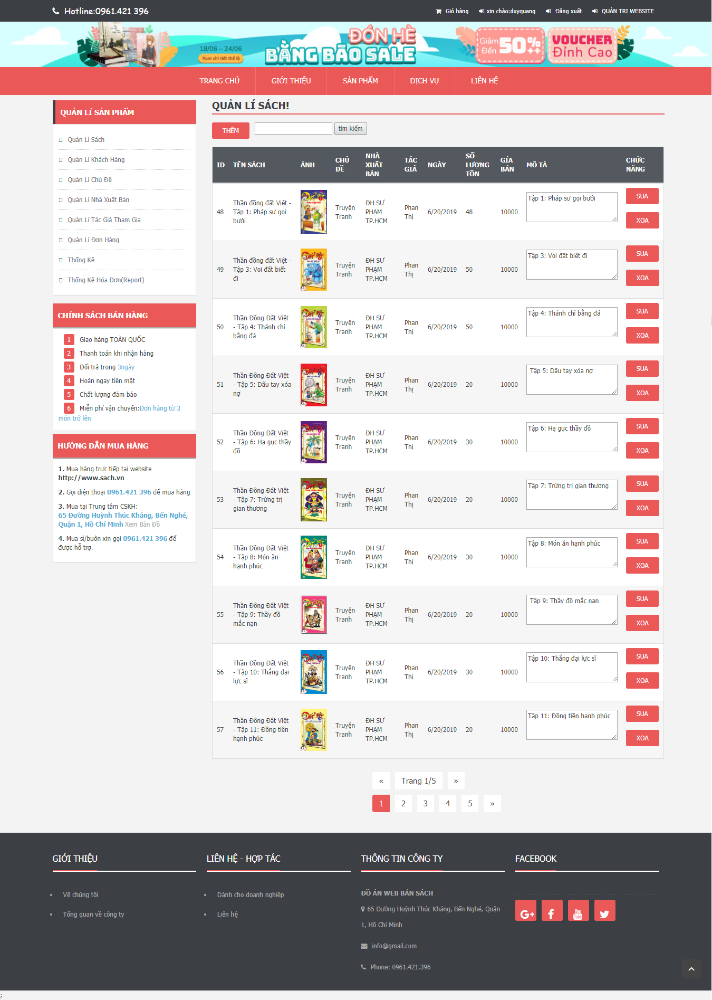 Hotline:0961.421 396
Giỏ hàng
xin chào:duyquang
Đăng xuất
QUẢN TRỊ WEBSITE
18/06 - 24/06
Xem chi tiết thể lệ
ĐÓN HÈ
BẰNG BÃO SALE
Giảm
Đến
50%++
VOUCHER
Đỉnh Cao
TRANG CHỦ
GIỚI THIỆU
SẢN PHẨM
DỊCH VỤ
LIÊN HỆ
QUẢN LÍ SẢN PHẨM
Quản Lí Sách
Quản Lí Khách Hàng
Quản Lí Chủ Đề
Quản Lí Nhà Xuất Bản
Quản Lí Tác Giả Tham Gia
Quản Lí Đơn Hàng
Thống Kê
Thống Kê Hóa Đơn(Report)
CHÍNH SÁCH BÁN HÀNG
1 Giao hàng TOÀN QUỐC
2 Thanh toán khi nhận hàng
3 Đổi trả trong 3ngày
4 Hoàn ngay tiền mặt
5 Chất lượng đảm bảo
6 Miễn phí vận chuyển:Đơn hàng từ 3
món trở lên
HƯỚNG DẪN MUA HÀNG
1. Mua hàng trực tiếp tại website
http://www.sach.vn
2. Gọi điện thoại 0961.421 396 để mua hàng
3. Mua tại Trung tâm CSKH:
65 Đường Huỳnh Thúc Kháng, Bến Nghé,
Quận 1, Hồ Chí Minh Xem Bản Đồ
4. Mua sỉ/buôn xin gọi 0961.421 396 để
được hỗ trợ.
QUẢN LÍ SÁCH!
THÊM
tìm kiếm
ID
TÊN SÁCH
ẢNH
CHỦ
ĐỀ
NHÀ
XUẤT
BẢN
TÁC
GIẢ
NGÀY
SỐ
LƯỢNG
TỒN
GÍA
BÁN
MÔ TẢ
CHỨC
NĂNG
48
Thần đồng đất Việt -
Tập 1: Pháp sư gọi
bưởi
Truyện
Tranh
ĐH SƯ
PHẠM
TP.HCM
Phan
Thị
6/20/2019
48
10000
Tập 1: Pháp sư gọi bưởi
SUA
XOA
49
Thần đồng đất Việt -
Tập 3: Voi đất biết
đi
Truyện
Tranh
ĐH SƯ
PHẠM
TP.HCM
Phan
Thị
6/20/2019
50
10000
Tập 3: Voi đất biết đi
SUA
XOA
50
Thần Đồng Đất Việt
- Tập 4: Thánh chỉ
bằng đá
Truyện
Tranh
ĐH SƯ
PHẠM
TP.HCM
Phan
Thị
6/20/2019
50
10000
Tập 4: Thánh chỉ bằng đá
SUA
XOA
51
Thần Đồng Đất Việt
- Tập 5: Dấu tay xóa
nợ
Truyện
Tranh
ĐH SƯ
PHẠM
TP.HCM
Phan
Thị
6/20/2019
20
10000
Tập 5: Dấu tay xóa nợ
SUA
XOA
52
Thần Đồng Đất Việt
- Tập 6: Hạ gục thầy
đồ
Truyện
Tranh
ĐH SƯ
PHẠM
TP.HCM
Phan
Thị
6/20/2019
30
10000
Tập 6: Hạ gục thầy đồ
SUA
XOA
53
Thần Đồng Đất Việt
- Tập 7: Trừng trị
gian thương
Truyện
Tranh
ĐH SƯ
PHẠM
TP.HCM
Phan
Thị
6/20/2019
20
10000
Tập 7: Trừng trị gian thương
SUA
XOA
54
Thần Đồng Đất Việt
- Tập 8: Món ăn
hạnh phúc
Truyện
Tranh
ĐH SƯ
PHẠM
TP.HCM
Phan
Thị
6/20/2019
30
10000
Tập 8: Món ăn hạnh phúc
SUA
XOA
55
Thần Đồng Đất Việt
- Tập 9: Thầy đồ
mắc nạn
Truyện
Tranh
ĐH SƯ
PHẠM
TP.HCM
Phan
Thị
6/20/2019
20
10000
Tập 9: Thầy đồ mắc nạn
SUA
XOA
56
Thần Đồng Đất Việt
- Tập 10: Thắng đại
lực sĩ
Truyện
Tranh
ĐH SƯ
PHẠM
TP.HCM
Phan
Thị
6/20/2019
30
10000
Tập 10: Thắng đại lực sĩ
SUA
XOA
57
Thần Đồng Đất Việt
- Tập 11: Đồng tiền
hạnh phúc
Truyện
Tranh
ĐH SƯ
PHẠM
TP.HCM
Phan
Thị
6/20/2019
20
10000
Tập 11: Đồng tiền hạnh phúc
SUA
XOA
« Trang 1/5 »
1 2 3 4 5 »
GIỚI THIỆU
Về chúng tôi
Tổng quan về công ty
LIÊN HỆ - HỢP TÁC
Dành cho doanh nghiệp
Liên hệ
THÔNG TIN CÔNG TY
ĐỒ ÁN WEB BÁN SÁCH
65 Đường Huỳnh Thúc Kháng, Bến Nghé, Quận
1, Hồ Chí Minh
info@gmail.com
Phone: 0961.421.396
FACEBOOK
You
Tube
;